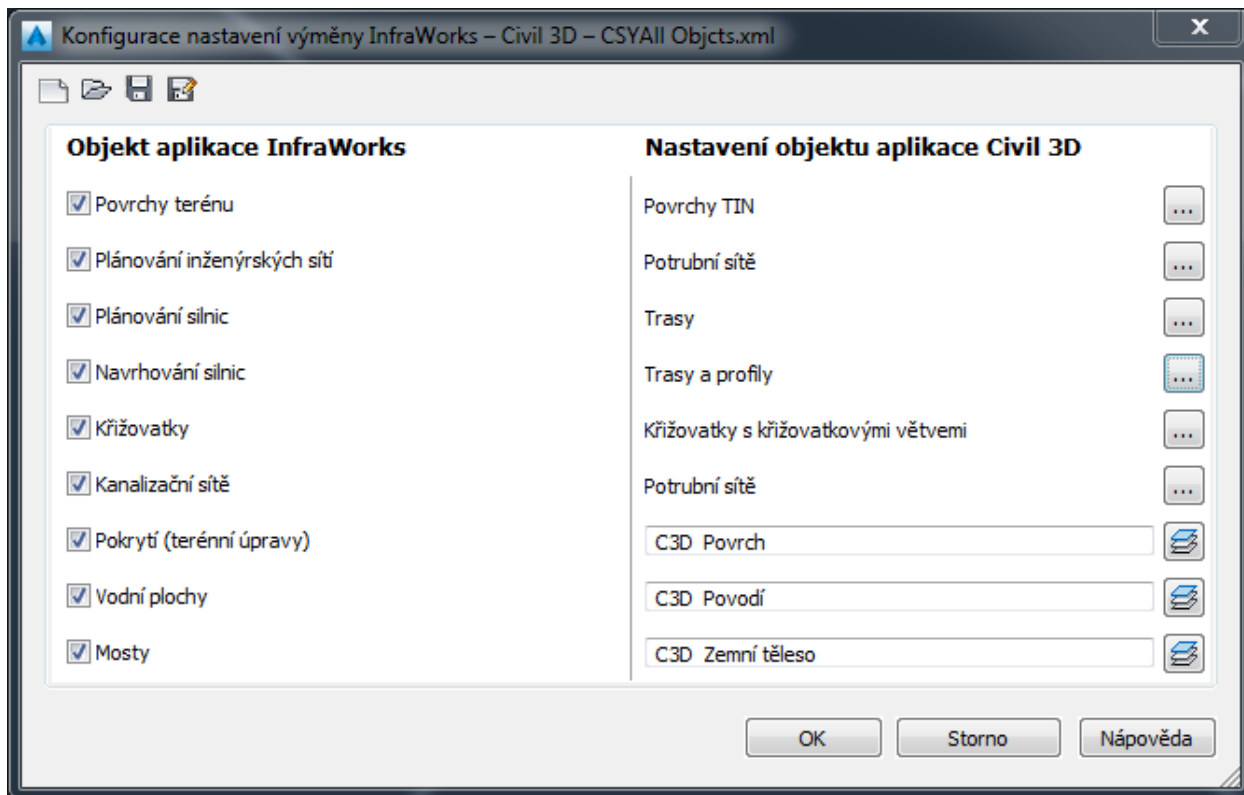 Konfigurace nastavení výměny InfraWorks – Civil 3D – CSYAll Objcts.xml
Objekt aplikace InfraWorks Nastavení objektu aplikace Civil 3D
Povrchy terénu Povrchy TIN ...
Plánování inženýrských sítí Potrubní sítě ...
Plánování silnic Trasy ...
Navrhování silnic Trasy a profily ...
Křižovatky Křižovatky s křižovatkovými větvemi ...
Kanalizační sítě Potrubní sítě ...
Pokrytí (terénní úpravy) C3D Povrch
Vodní plochy C3D Povodí
Mosty C3D Zemní těleso
OK Storno Nápověda